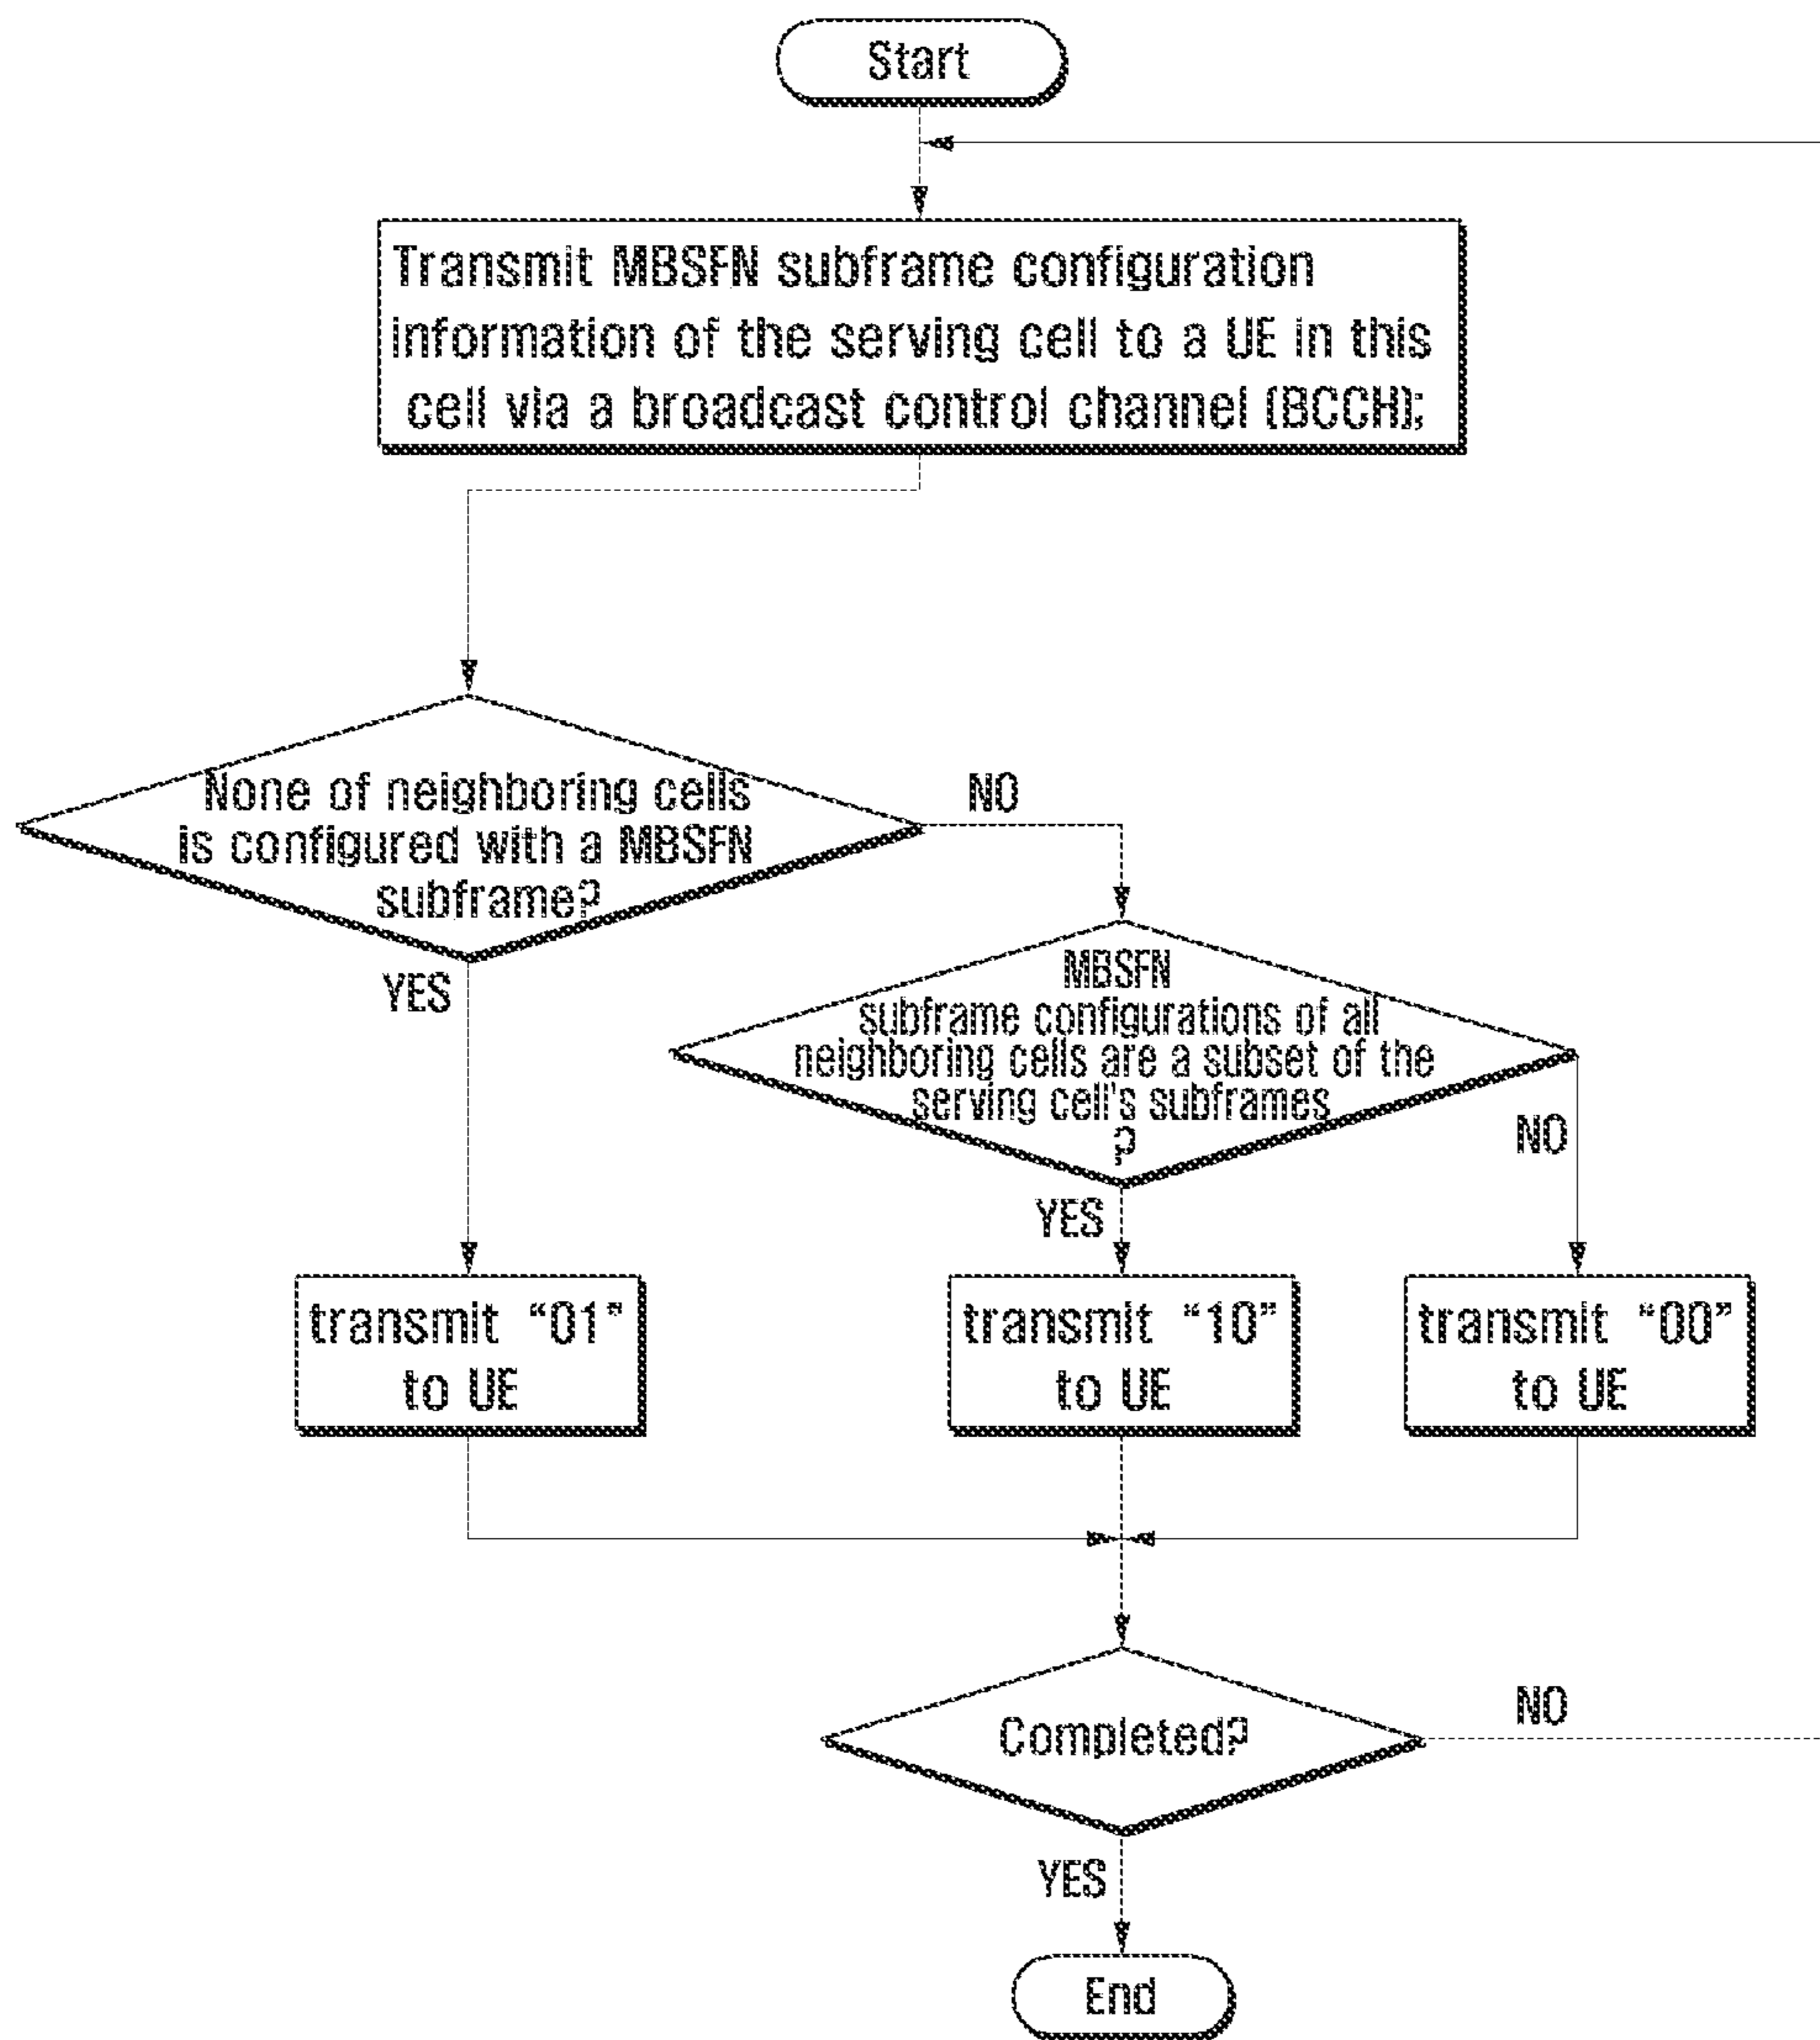 Start
Transmit MBSFN subframe configuration
information of the serving cell to a UE in this
cell via a broadcast control channel (BCCH);
None of neighboring cells
is configured with a MBSFN
subframe?
NO
YES
MBSFN
subframe configurations of all
neighboring cells are a subset of the
serving cell's subframes
?
NO
YES
transmit “01”
to UE
transmit “10”
to UE
transmit “00”
to UE
Completed?
NO
YES
End